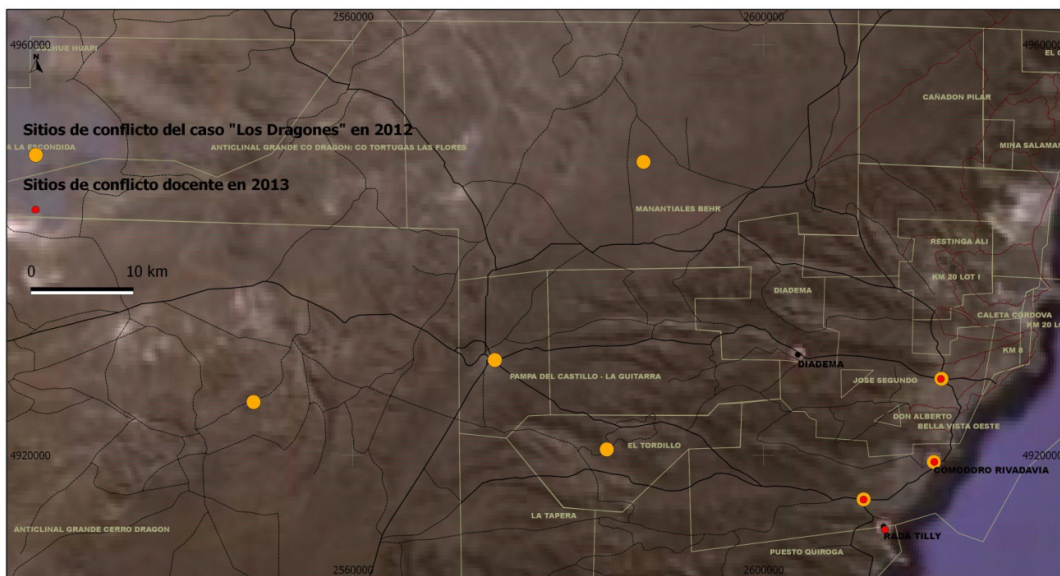 2560000 2600000
4960000 4960000
N
Sitios de conflicto del caso "Los Dragones" en 2012
A LA ESCONDIDA
ANTICLINAL GRANDE CO DRAGON: CO TORTUGAS LAS FLORES
Sitios de conflicto docente en 2013
0 10 km
CAÑADON PILAR
MINA SALAMAN
MANANTIALES BEHR
RESTINGA ALI
KM 20 LOT I
DIADEMA
CALETA CORDOVA
KM 20 LO
KM 8
DIADEMA
PAMPA DEL CASTILLO - LA GUITARRA
JOSE SEGUNDO
DON ALBERTO
BELLA VISTA OESTE
EL TORDILLO
4920000 4920000
COMODORO RIVADAVIA
LA TAPERA
ANTICLINAL GRANDE CERRO DRAGON
RADA TILLY
PUESTO QUIROGA
2560000 2600000